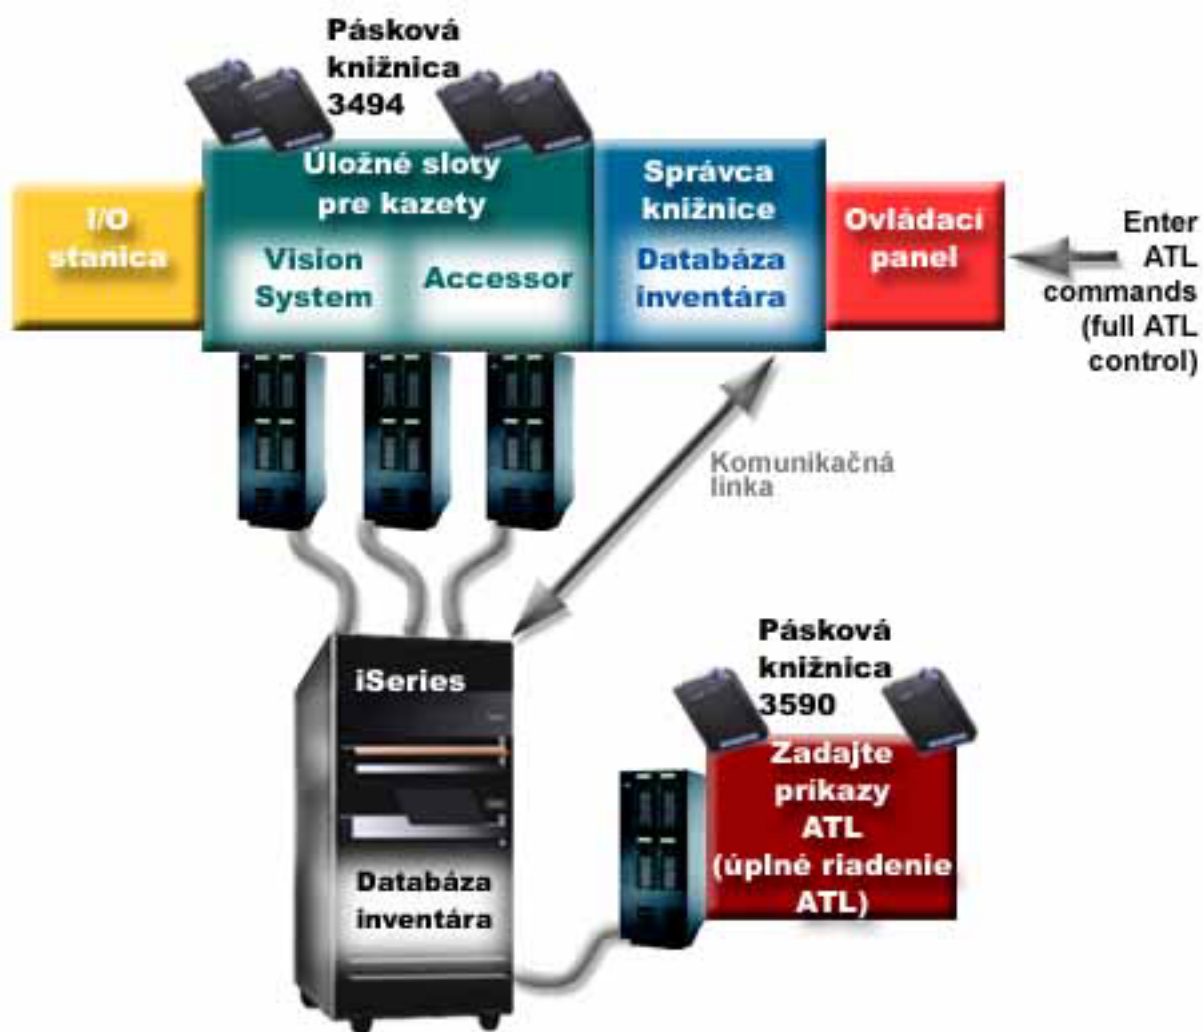 Pásková
knižnica
3494
Úložné sloty
pre kazety
Vision
System
Accessor
Správca
knižnice
Databáza
inventára
I/O
stanica
Ovládací
panel
Enter
ATL
commands
(full ATL
control)
Komunikačná
linka
iSeries
Databáza
inventára
Pásková
knižnica
3590
Zadajte
príkazy
ATL
(úplné riadenie
ATL)